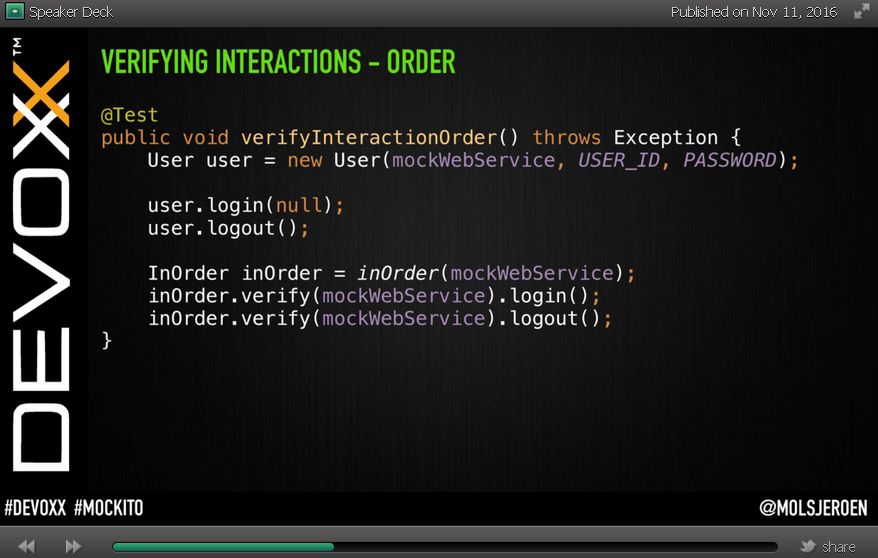 Speaker Deck
Published on Nov 11, 2016
DEVOXX™
VERIFYING INTERACTIONS - ORDER
@Test
public void verifyInteractionOrder() throws Exception {
    User user = new User(mockWebService, USER_ID, PASSWORD);
    user.login(null);
    user.logout();
    InOrder inOrder = inOrder(mockWebService);
    inOrder.verify(mockWebService).login();
    inOrder.verify(mockWebService).logout();
}
#DEVOXX #MOCKITO
@MOLSJEROEN
share